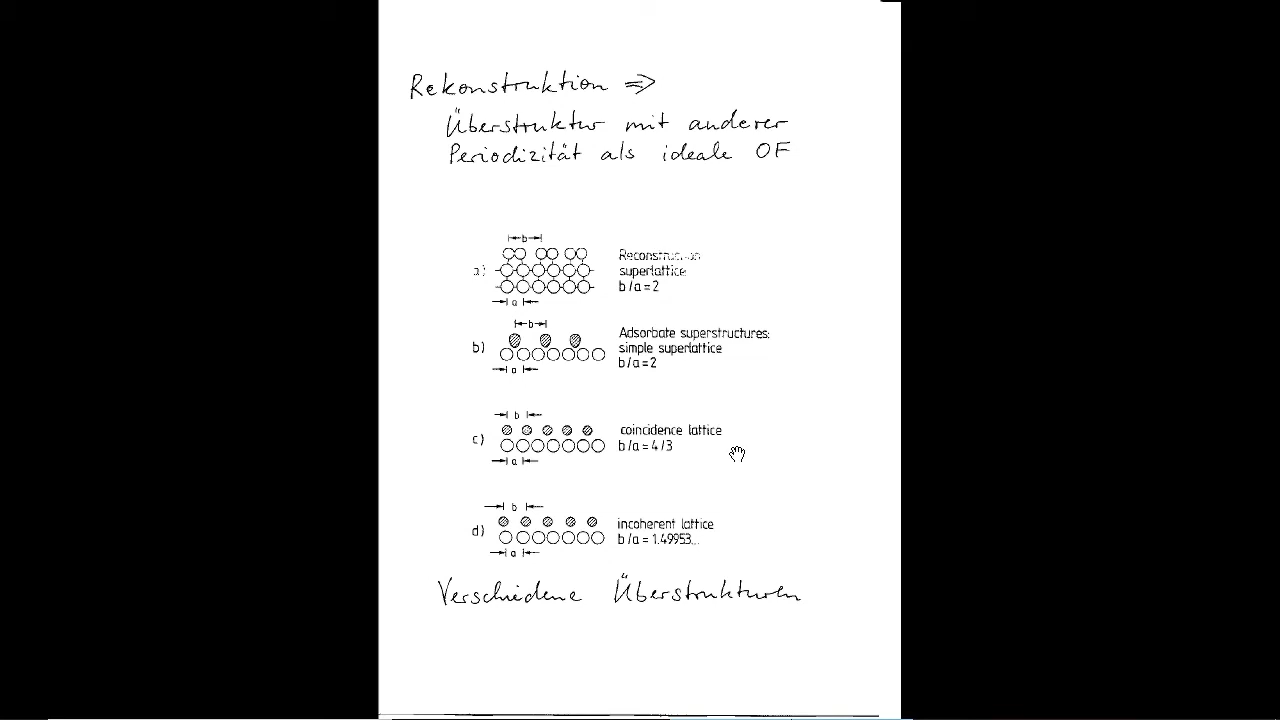 Rekonstruktion ⇒
Überstruktur mit anderer
Periodizität als ideale OF
b
a)
Reconstruction
superlattice
b/a=2
a
b
b)
Adsorbate superstructures:
simple superlattice
b/a=2
a
b
c)
coincidence lattice
b/a=4/3
a
b
d)
incoherent lattice
b/a=1.49953...
a
Verschiedene Überstrukturen